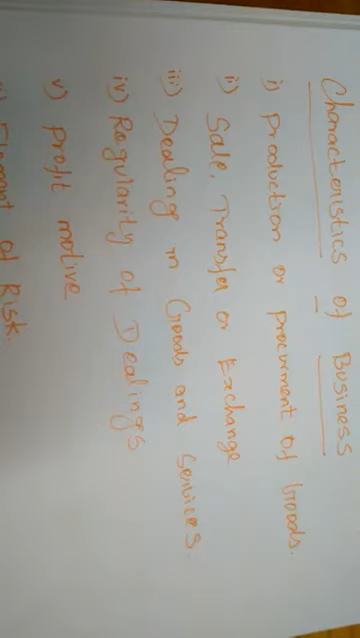 Characteristics of Business
i) Production or procurment of Goods.
ii) Sale, Transfer or Exchange
iii) Dealing in Goods and Services.
iv) Regularity of Dealings
v) profit motive
Element of Risk.